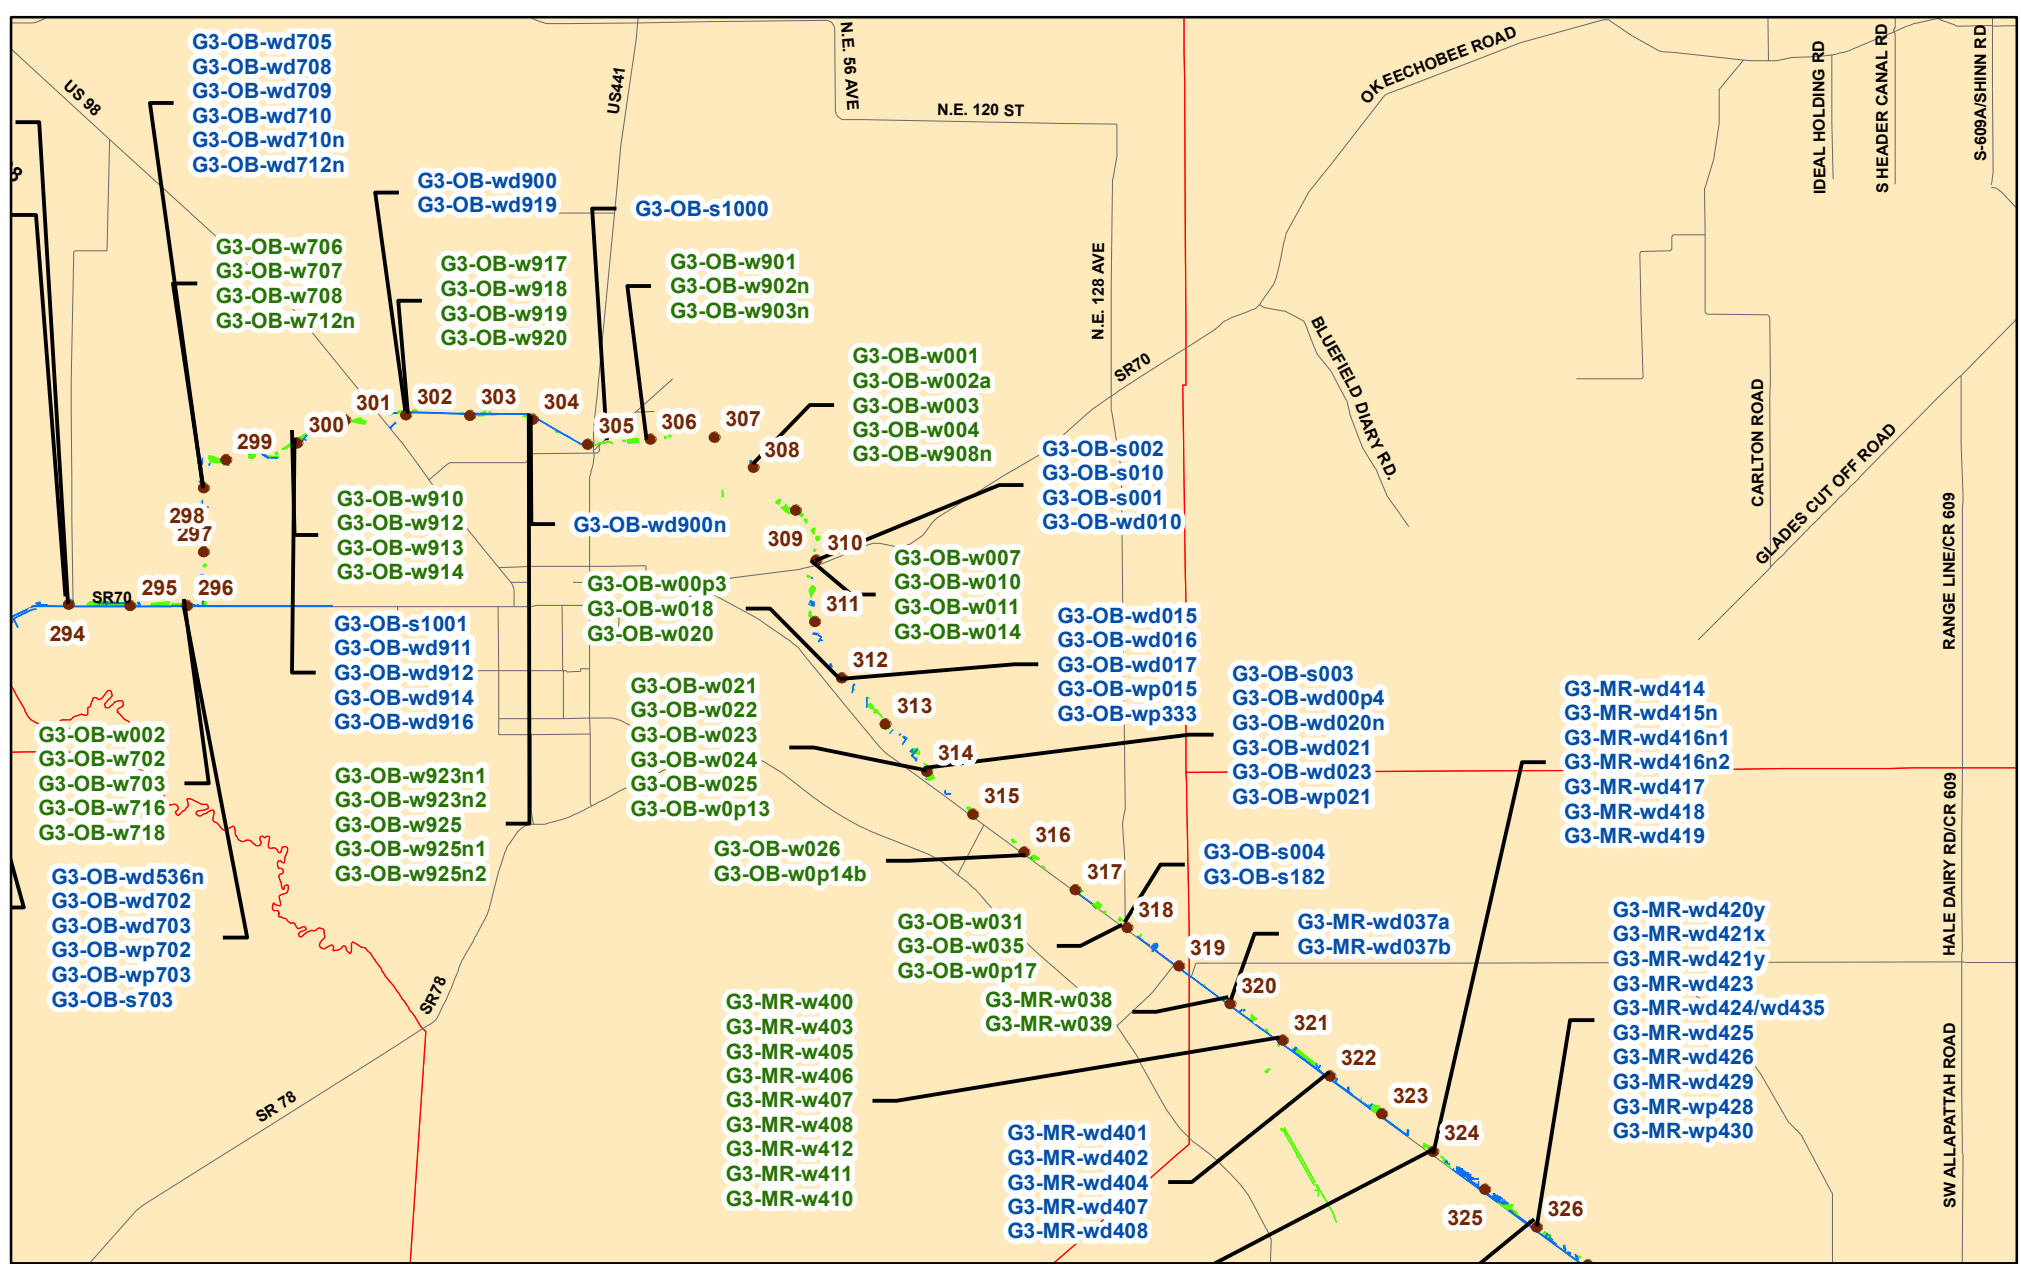 G3-OB-wd705
G3-OB-wd708
G3-OB-wd709
G3-OB-wd710
G3-OB-wd710n
G3-OB-wd712n
US 98
US441
N.E. 56 AVE
N.E. 120 ST
OKEECHOBEE ROAD
IDEAL HOLDING RD
S HEADER CANAL RD
S-609A/SHINN RD
G3-OB-wd900
G3-OB-wd919
G3-OB-s1000
G3-OB-w706
G3-OB-w707
G3-OB-w708
G3-OB-w712n
G3-OB-w917
G3-OB-w918
G3-OB-w919
G3-OB-w920
G3-OB-w901
G3-OB-w902n
G3-OB-w903n
N.E. 128 AVE
SR70
BLUEFIELD DIARY RD.
CARLTON ROAD
GLADES CUT OFF ROAD
RANGE LINE/CR 609
G3-OB-w001
G3-OB-w002a
G3-OB-w003
G3-OB-w004
G3-OB-w908n
299
300
301
302
303
304
305
306
307
308
G3-OB-s002
G3-OB-s010
G3-OB-s001
G3-OB-wd010
G3-OB-w910
G3-OB-w912
G3-OB-w913
G3-OB-w914
G3-OB-wd900n
298
297
309
310
G3-OB-w007
G3-OB-w010
G3-OB-w011
G3-OB-w014
G3-OB-w00p3
G3-OB-w018
G3-OB-w020
311
SR70
294
295
296
G3-OB-s1001
G3-OB-wd911
G3-OB-wd912
G3-OB-wd914
G3-OB-wd916
G3-OB-wd015
G3-OB-wd016
G3-OB-wd017
G3-OB-wp015
G3-OB-wp333
312
313
314
G3-OB-w021
G3-OB-w022
G3-OB-w023
G3-OB-w024
G3-OB-w025
G3-OB-w0p13
G3-OB-s003
G3-OB-wd00p4
G3-OB-wd020n
G3-OB-wd021
G3-OB-wd023
G3-OB-wp021
G3-MR-wd414
G3-MR-wd415n
G3-MR-wd416n1
G3-MR-wd416n2
G3-MR-wd417
G3-MR-wd418
G3-MR-wd419
G3-OB-w002
G3-OB-w702
G3-OB-w703
G3-OB-w716
G3-OB-w718
G3-OB-w923n1
G3-OB-w923n2
G3-OB-w925
G3-OB-w925n1
G3-OB-w925n2
315
316
317
318
319
G3-OB-w026
G3-OB-w0p14b
G3-OB-s004
G3-OB-s182
HALE DAIRY RD/CR 609
G3-OB-wd536n
G3-OB-wd702
G3-OB-wd703
G3-OB-wp702
G3-OB-wp703
G3-OB-s703
G3-OB-w031
G3-OB-w035
G3-OB-w0p17
G3-MR-wd037a
G3-MR-wd037b
G3-MR-wd420y
G3-MR-wd421x
G3-MR-wd421y
G3-MR-wd423
G3-MR-wd424/wd435
G3-MR-wd425
G3-MR-wd426
G3-MR-wd429
G3-MR-wp428
G3-MR-wp430
SR78
SR 78
G3-MR-w038
G3-MR-w039
320
321
322
323
324
325
326
G3-MR-w400
G3-MR-w403
G3-MR-w405
G3-MR-w406
G3-MR-w407
G3-MR-w408
G3-MR-w412
G3-MR-w411
G3-MR-w410
G3-MR-wd401
G3-MR-wd402
G3-MR-wd404
G3-MR-wd407
G3-MR-wd408
SW ALLAPATTAH ROAD